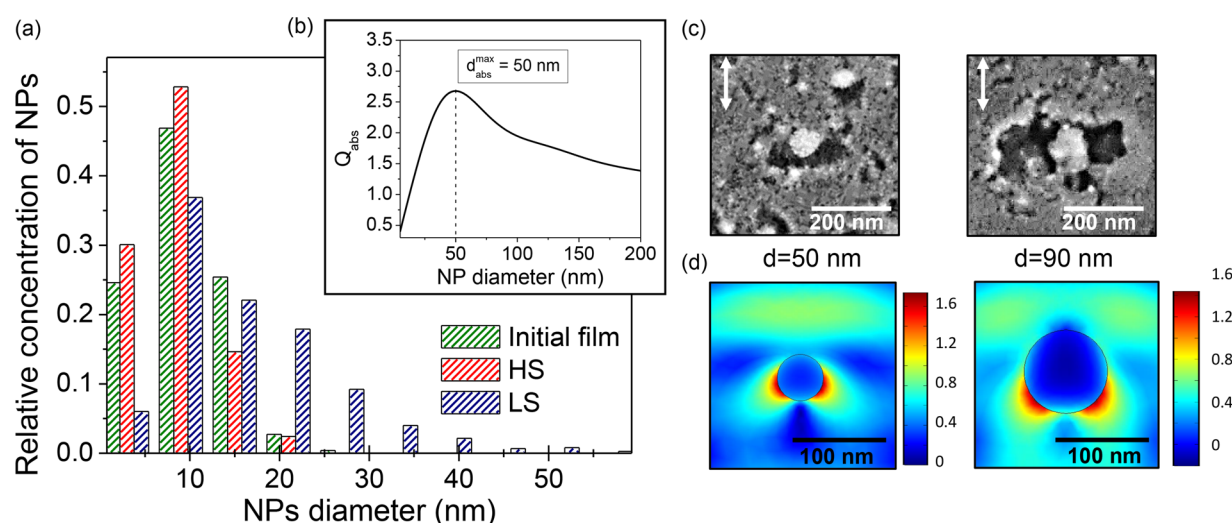 (a)
Relative concentration of NPs
0.5
0.4
0.3
0.2
0.1
0.0
10
20
30
40
50
NPs diameter (nm)
Initial film
HS
LS
(b)
Q_abs
3.5
3.0
2.5
2.0
1.5
1.0
0.5
d_abs^max = 50 nm
50
100
150
200
NP diameter (nm)
(c)
200 nm
200 nm
(d)
d=50 nm
d=90 nm
100 nm
100 nm
1.6
1.2
0.8
0.4
0
1.6
1.2
0.8
0.4
0